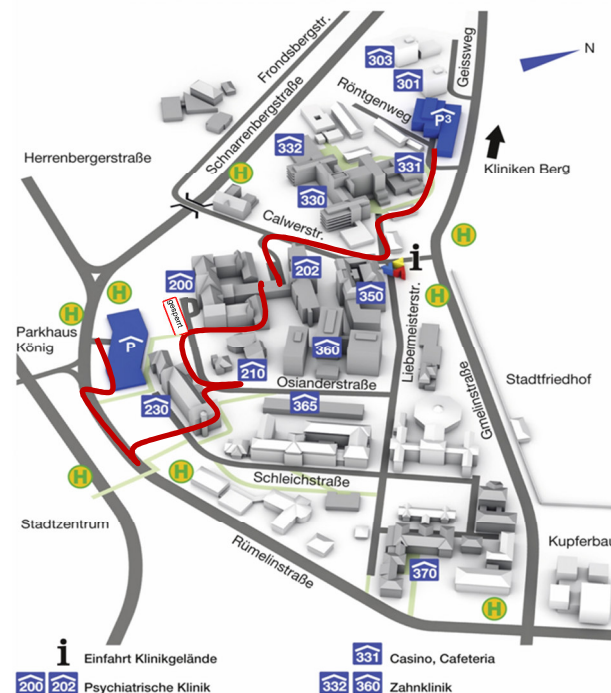 Frondsbergstr.
Schnarrenbergstraße
Geissweg
N
303
301
Röntgenweg
P3
Herrenbergerstraße
332
331
Kliniken Berg
H
330
Calwerstr.
H
i
200
202
350
H
H
gesperrt
P
H
H
Parkhaus
König
P
360
Liebermeisterstr.
210
Osianderstraße
Gmelinstraße
Stadtfriedhof
230
365
H
H
Schleichstraße
Stadtzentrum
Rümelinstraße
Kupferbau
370
H
i Einfahrt Klinikgelände
331 Casino, Cafeteria
200 202 Psychiatrische Klinik
332 360 Zahnklinik